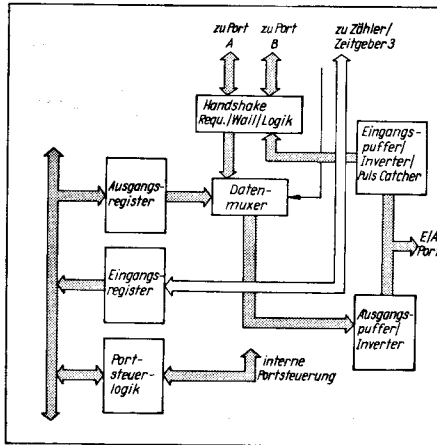 zu Port
A
zu Port
B
zu Zähler/
Zeitgeber 3
Handshake
Requ./Wait/Logik
Eingangs-
puffer/
Inverter/
Puls Catcher
Ausgangs-
register
Daten-
muxer
E/A
Port
Eingangs-
register
Ausgangs-
puffer/
Inverter
Port-
steuer-
logik
interne
Portsteuerung